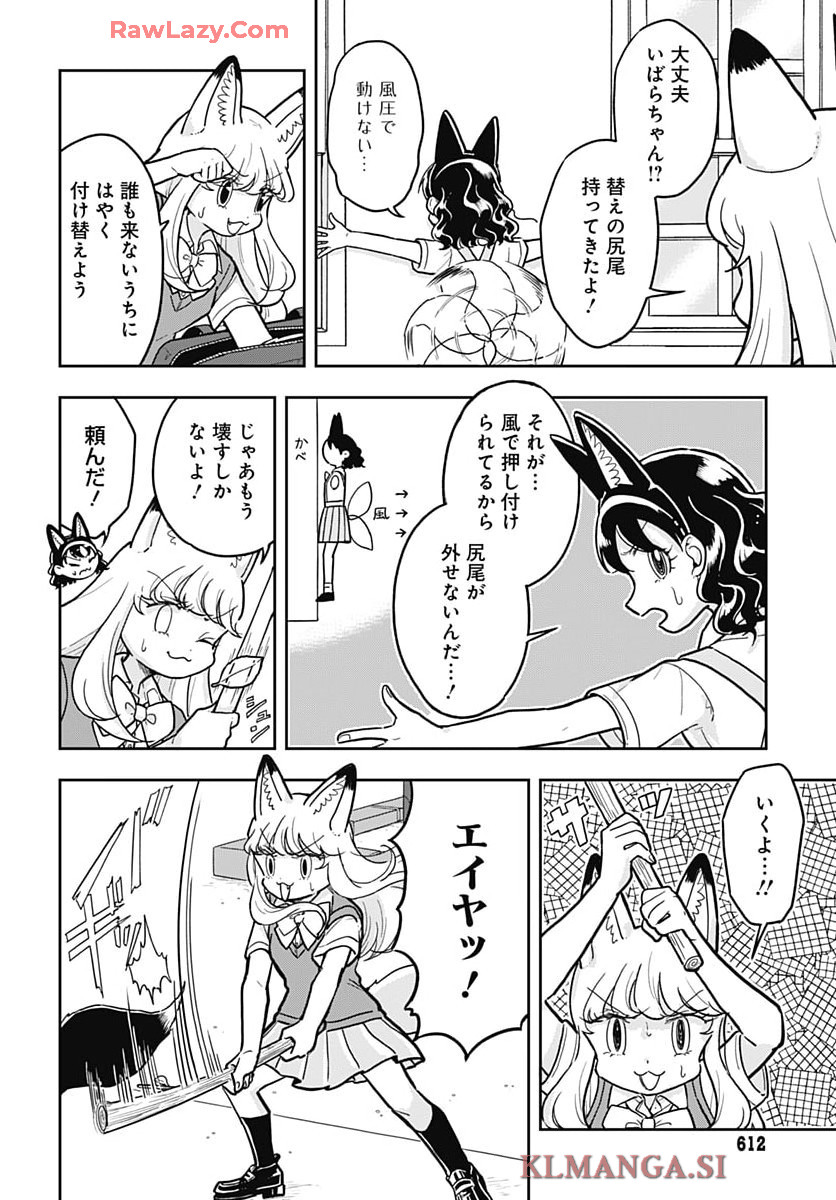 RawLazy.Com
大丈夫
いばらちゃん!?
替えの尻尾
持ってきたよ!
風圧で
動けない…
誰も来ないうちに
はやく
付け替えよう
それが…
風で押し付け
られてるから
尻尾が
外せないんだ…!
かべ
→
風→
→
じゃあもう
壊すしか
ないよ!
頼んだ!
ジュン
いくよ…!!
サッ
エイヤッ!
612
KLMANGA.SI